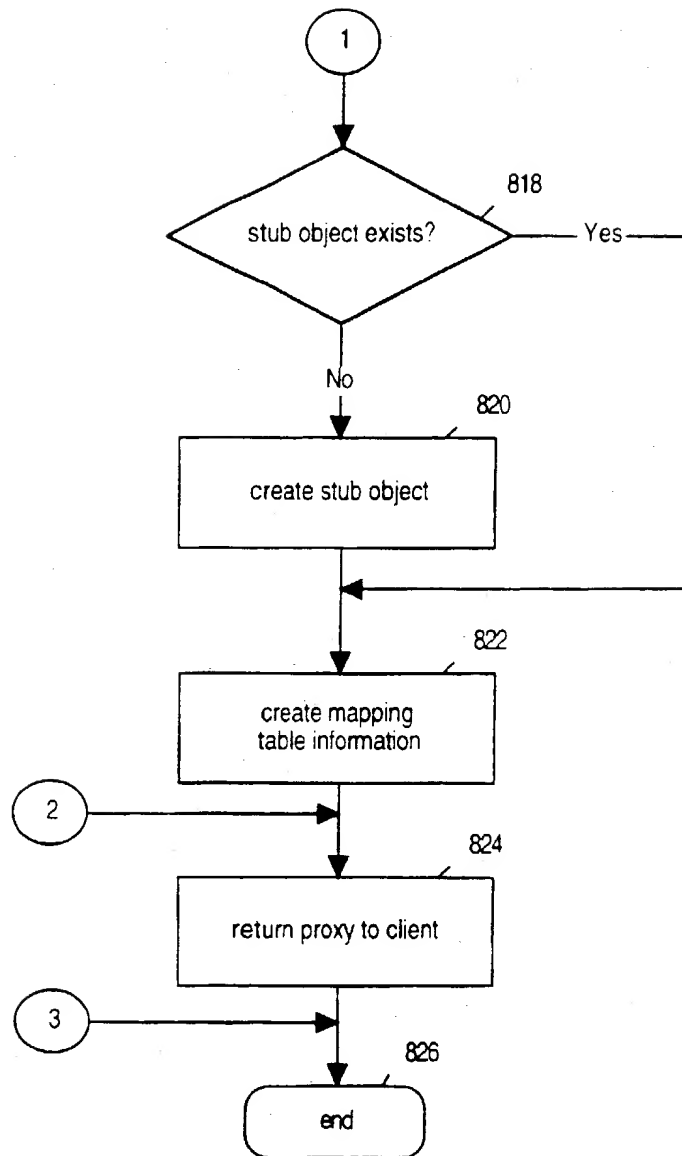 1
818
stub object exists?
Yes
No
820
create stub object
822
create mapping
table information
2
824
return proxy to client
3
826
end